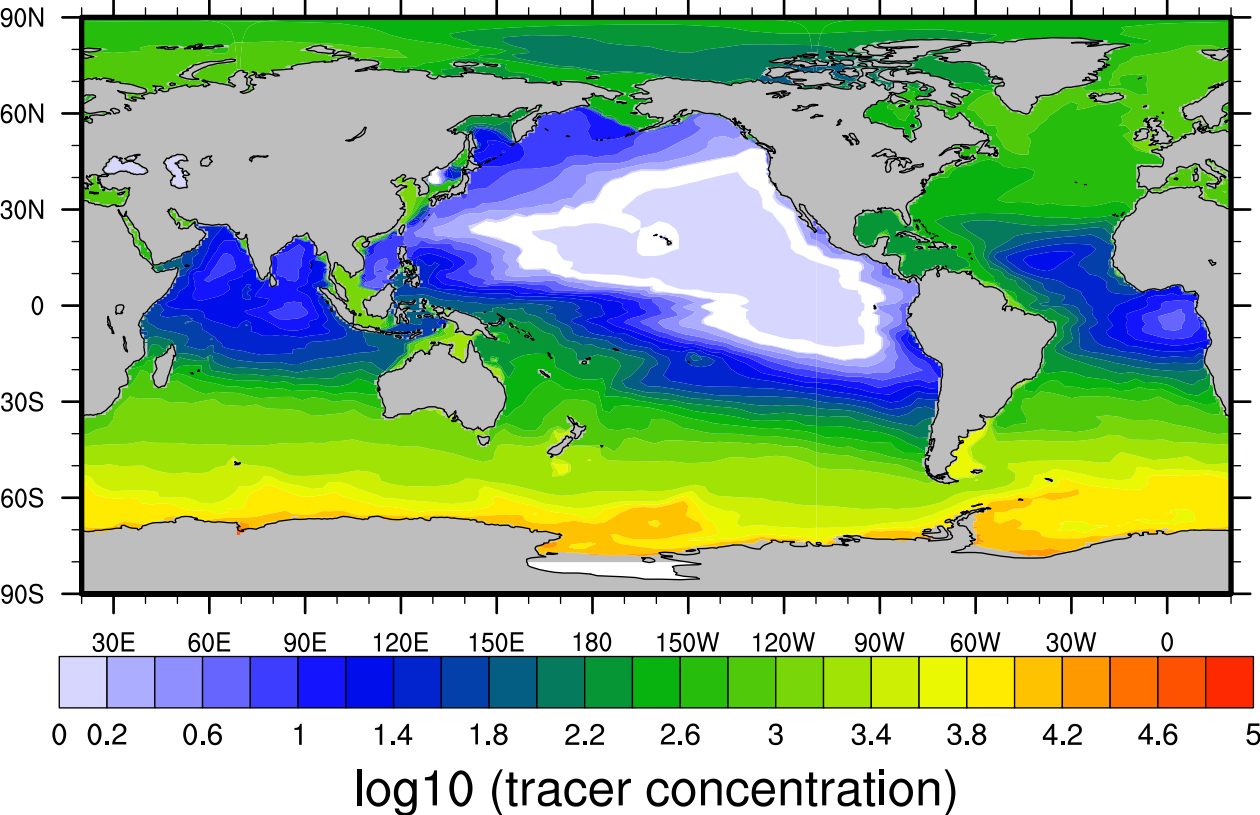 90N
60N
30N
0
30S
60S
90S
30E 60E 90E 120E 150E 180 150W 120W 90W 60W 30W 0
0 0.2 0.6 1 1.4 1.8 2.2 2.6 3 3.4 3.8 4.2 4.6 5
log10 (tracer concentration)